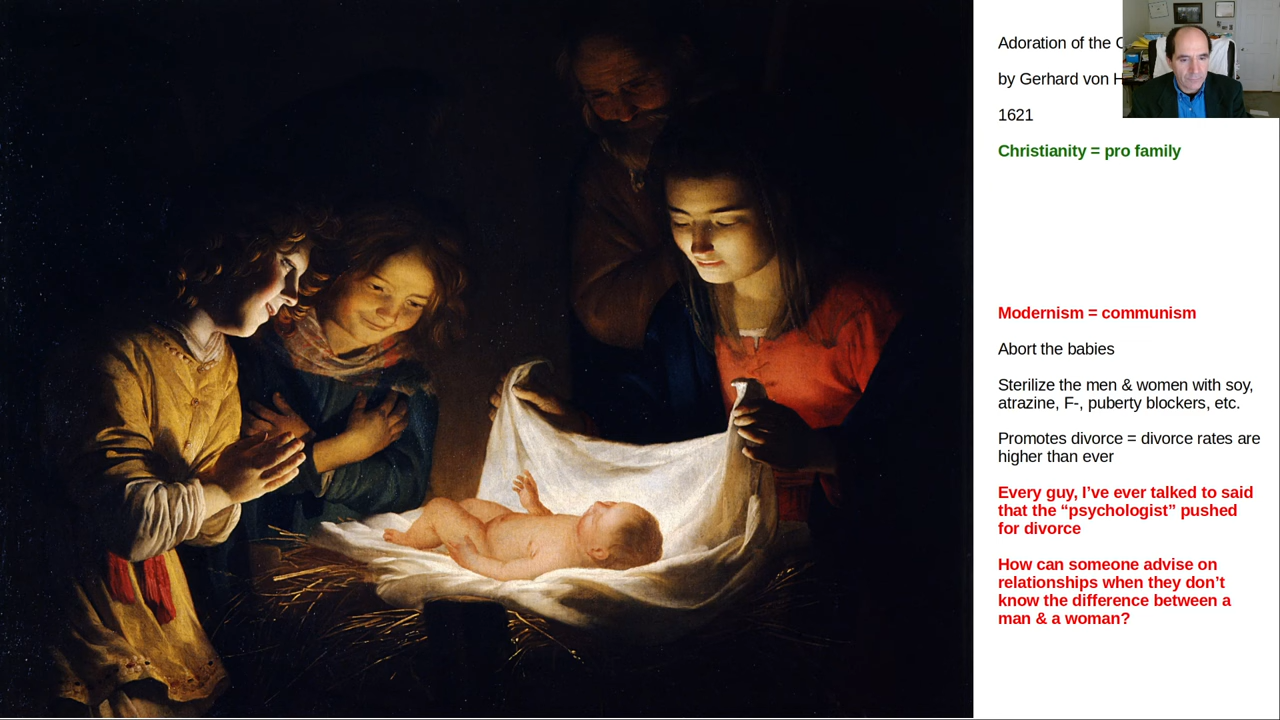 Adoration of the
by Gerhard von
1621
Christianity = pro family
Modernism = communism
Abort the babies
Sterilize the men & women with soy,
atrazine, F-, puberty blockers, etc.
Promotes divorce = divorce rates are
higher than ever
Every guy, I’ve ever talked to said
that the “psychologist” pushed
for divorce
How can someone advise on
relationships when they don’t
know the difference between a
man & a woman?